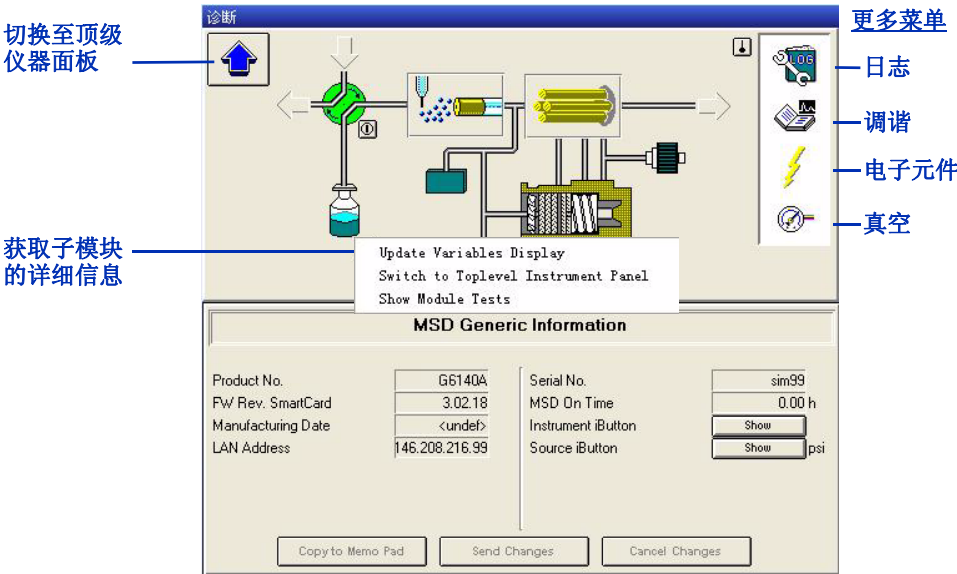 诊断
更多菜单
切换至顶级
仪器面板
LOG
日志
调谐
电子元件
真空
获取子模块
的详细信息
Update Variables Display
Switch to Toplevel Instrument Panel
Show Module Tests
MSD Generic Information
Product No. G6140A
FW Rev. SmartCard 3.02.18
Manufacturing Date <undef>
LAN Address 146.208.216.99
Serial No. sim99
MSD On Time 0.00 h
Instrument iButton Show
Source iButton Show psi
Copy to Memo Pad Send Changes Cancel Changes